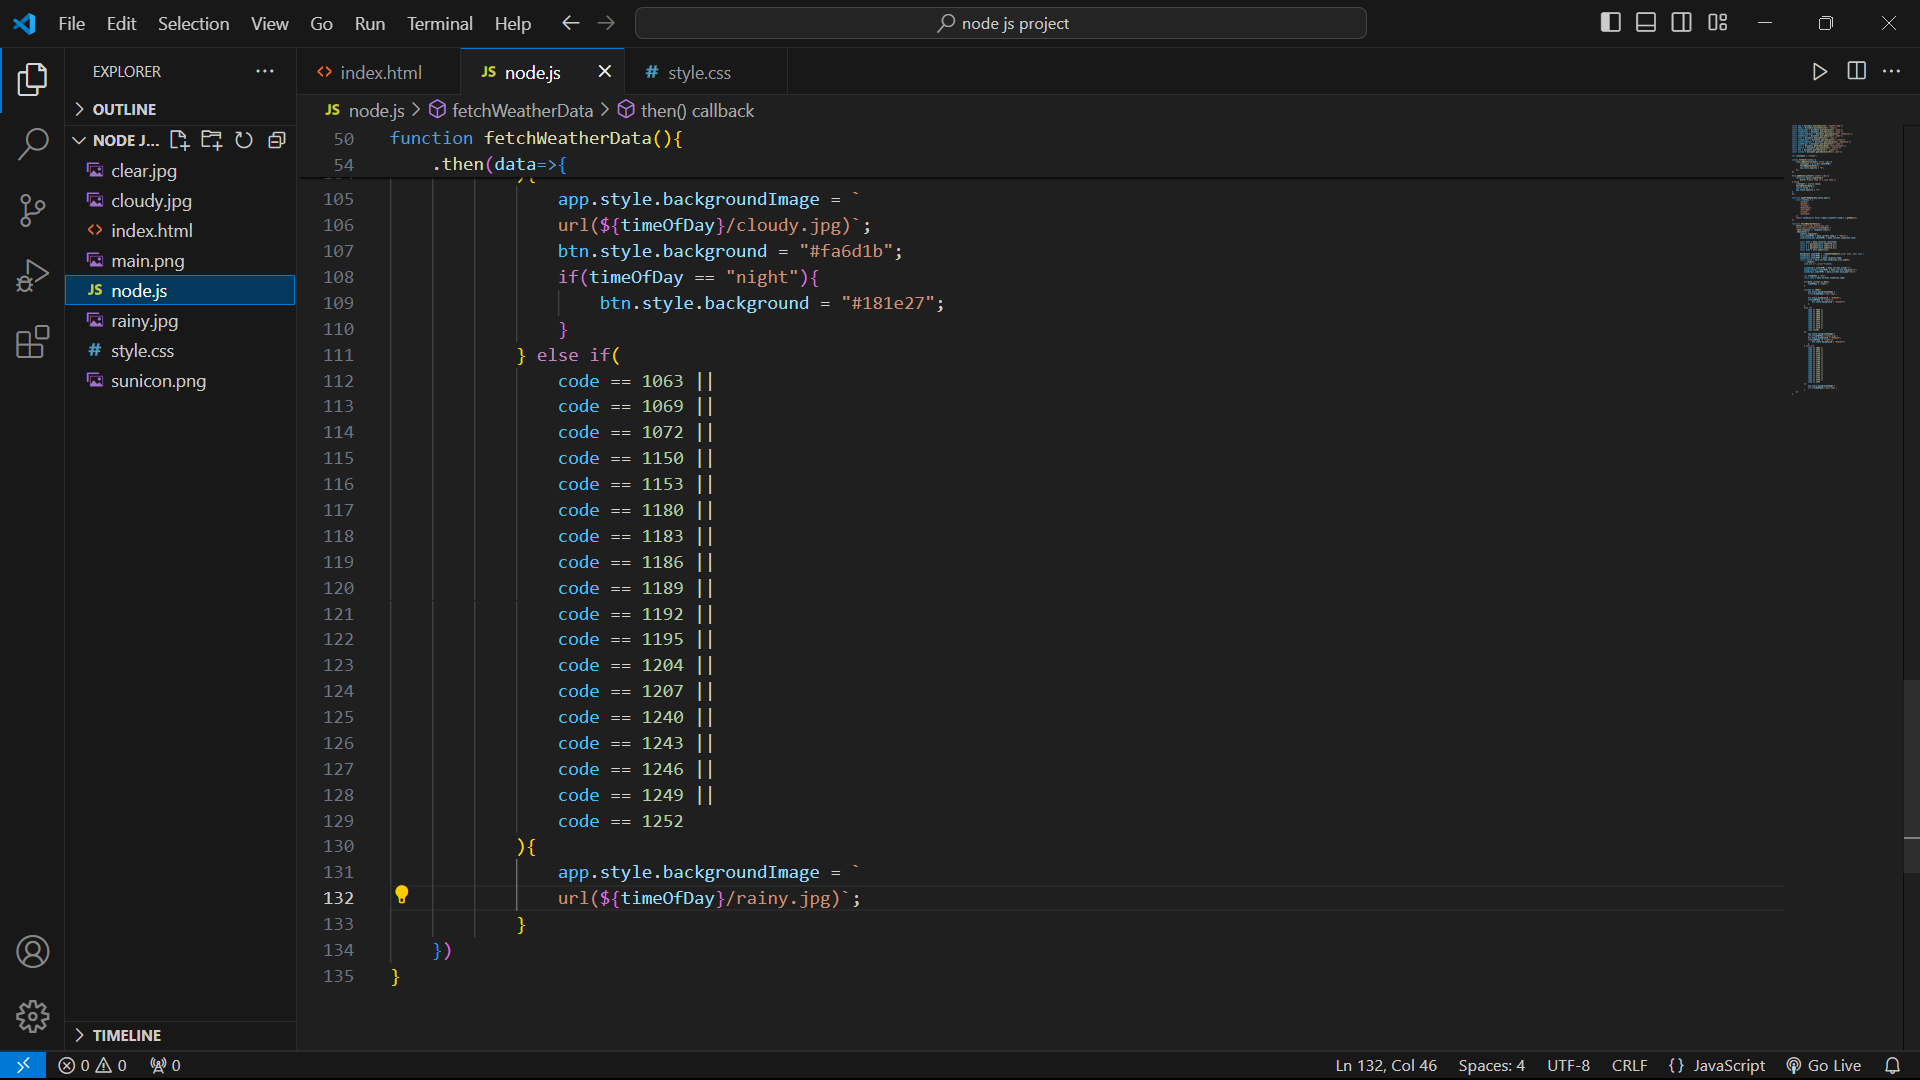 File Edit Selection View Go Run Terminal Help node js project
EXPLORER
OUTLINE
NODE J...
clear.jpg
cloudy.jpg
index.html
main.png
JS node.js
rainy.jpg
# style.css
sunicon.png
TIMELINE
<> index.html JS node.js # style.css
JS node.js > fetchWeatherData > then() callback
50 function fetchWeatherData(){
54 .then(data=>{
105 app.style.backgroundImage = `
106 url(${timeOfDay}/cloudy.jpg)`;
107 btn.style.background = "#fa6d1b";
108 if(timeOfDay == "night"){
109 btn.style.background = "#181e27";
110 }
111 } else if(
112 code == 1063 ||
113 code == 1069 ||
114 code == 1072 ||
115 code == 1150 ||
116 code == 1153 ||
117 code == 1180 ||
118 code == 1183 ||
119 code == 1186 ||
120 code == 1189 ||
121 code == 1192 ||
122 code == 1195 ||
123 code == 1204 ||
124 code == 1207 ||
125 code == 1240 ||
126 code == 1243 ||
127 code == 1246 ||
128 code == 1249 ||
129 code == 1252
130 ){
131 app.style.backgroundImage = `
132 url(${timeOfDay}/rainy.jpg)`;
133 }
134 })
135 }
0 0 0 Ln 132, Col 46 Spaces: 4 UTF-8 CRLF {} JavaScript Go Live